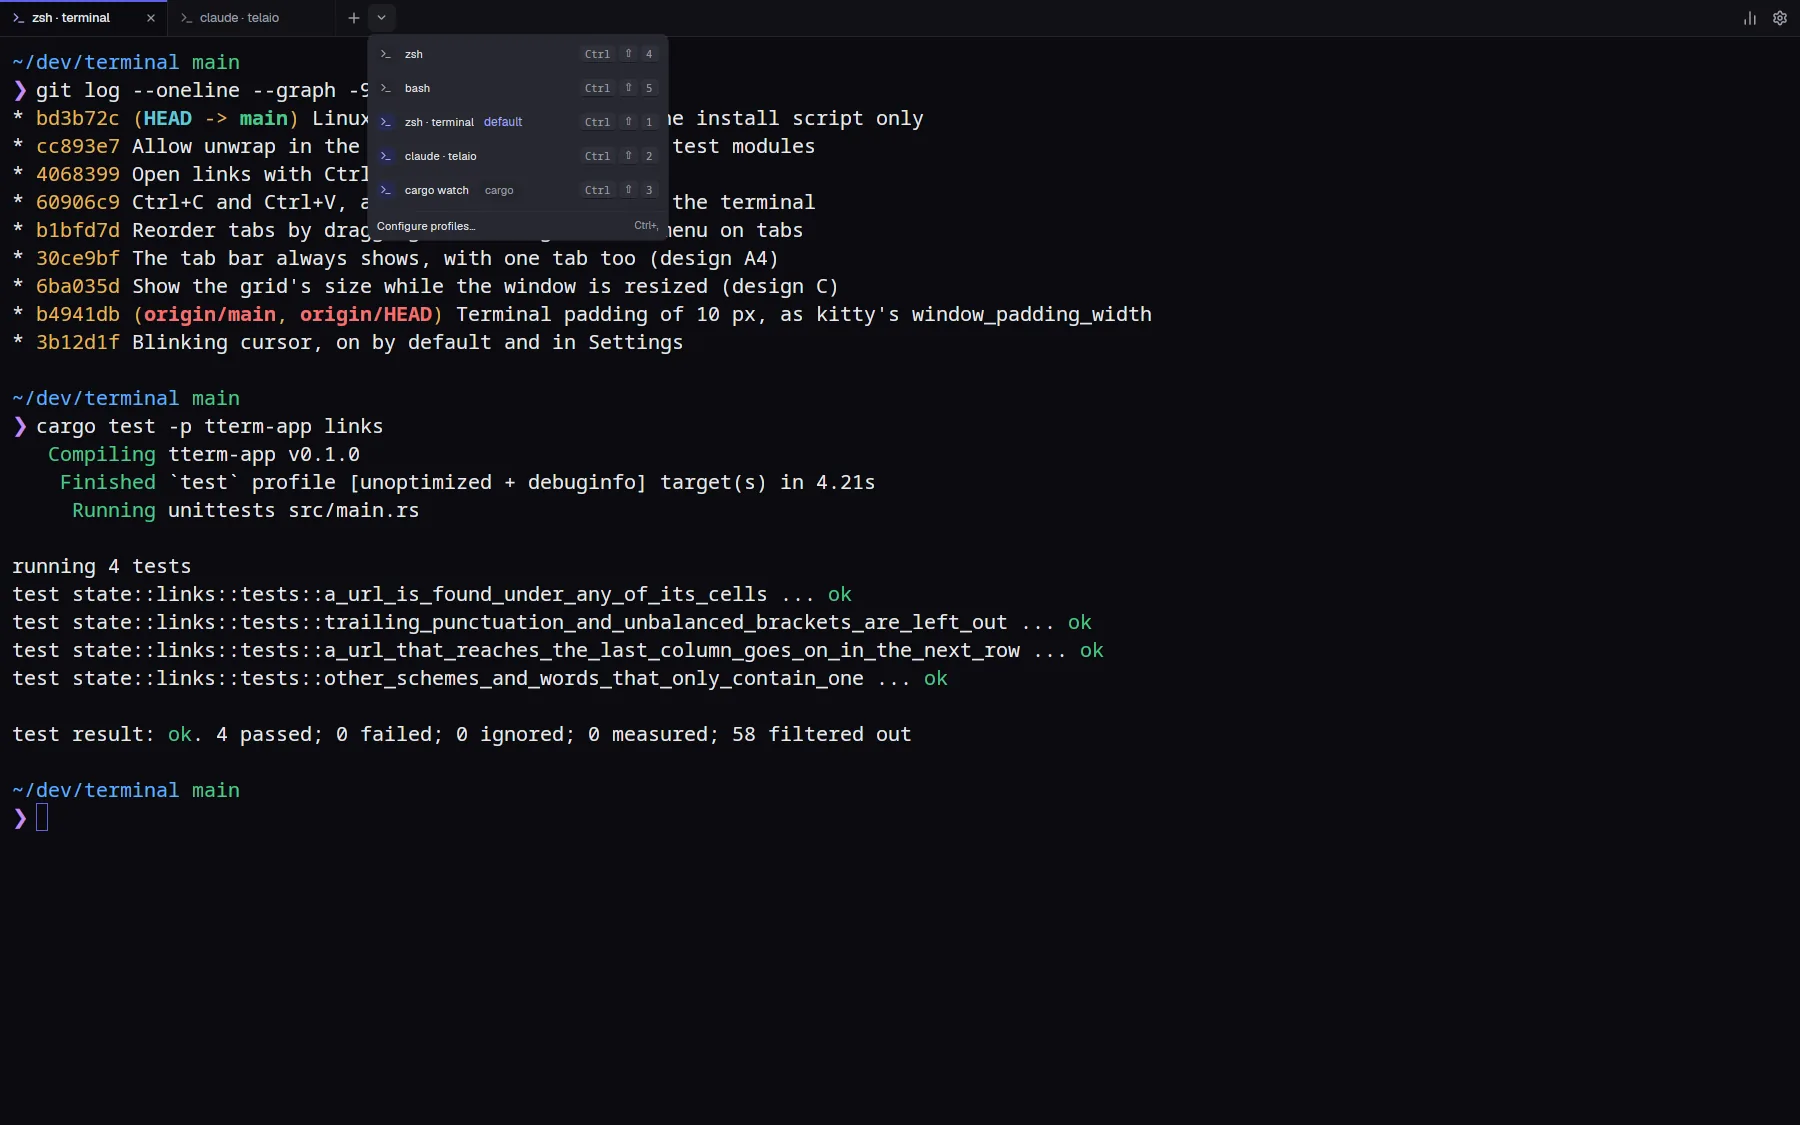 zsh · terminal
claude · telaio
zsh Ctrl ⇧ 4
bash Ctrl ⇧ 5
zsh · terminal default Ctrl ⇧ 1
claude · telaio Ctrl ⇧ 2
cargo watch cargo Ctrl ⇧ 3
Configure profiles... Ctrl+,
~/dev/terminal main
❯ git log --oneline --graph -9
* bd3b72c (HEAD -> main) Linux install script only
* cc893e7 Allow unwrap in the test modules
* 4068399 Open links with Ctrl
* 60906c9 Ctrl+C and Ctrl+V, the terminal
* b1bfd7d Reorder tabs by on tabs
* 30ce9bf The tab bar always shows, with one tab too (design A4)
* 6ba035d Show the grid's size while the window is resized (design C)
* b4941db (origin/main, origin/HEAD) Terminal padding of 10 px, as kitty's window_padding_width
* 3b12d1f Blinking cursor, on by default and in Settings
~/dev/terminal main
❯ cargo test -p tterm-app links
Compiling tterm-app v0.1.0
Finished `test` profile [unoptimized + debuginfo] target(s) in 4.21s
Running unittests src/main.rs
running 4 tests
test state::links::tests::a_url_is_found_under_any_of_its_cells ... ok
test state::links::tests::trailing_punctuation_and_unbalanced_brackets_are_left_out ... ok
test state::links::tests::a_url_that_reaches_the_last_column_goes_on_in_the_next_row ... ok
test state::links::tests::other_schemes_and_words_that_only_contain_one ... ok
test result: ok. 4 passed; 0 failed; 0 ignored; 0 measured; 58 filtered out
~/dev/terminal main
❯